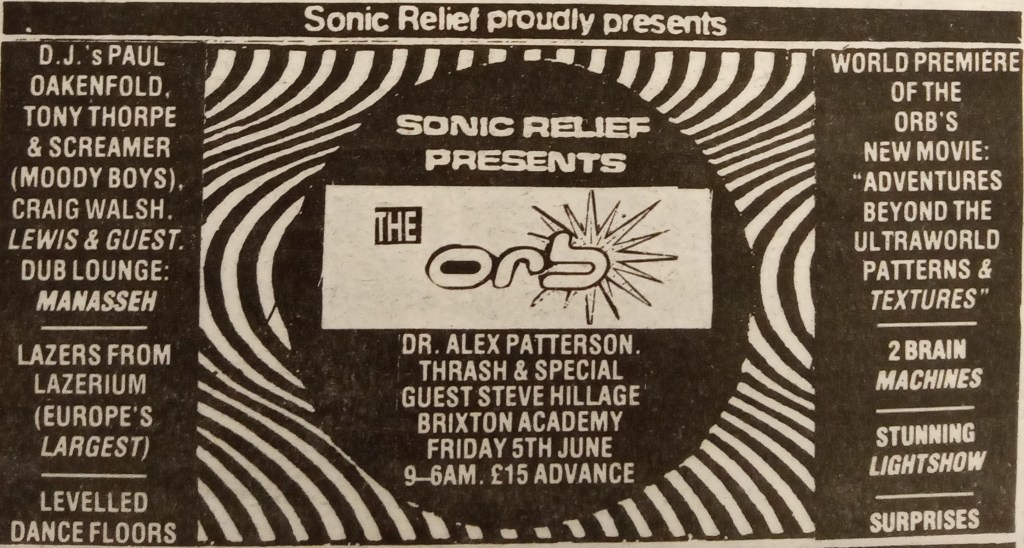 Sonic Relief proudly presents
D.J.'s PAUL
OAKENFOLD,
TONY THORPE
& SCREAMER
(MOODY BOYS),
CRAIG WALSH.
LEWIS & GUEST.
DUB LOUNGE:
MANASSEH
LAZERS FROM
LAZERIUM
(EUROPE'S
LARGEST)
LEVELLED
DANCE FLOORS
SONIC RELIEF
PRESENTS
THE
orb
DR. ALEX PATTERSON.
THRASH & SPECIAL
GUEST STEVE HILLAGE
BRIXTON ACADEMY
FRIDAY 5TH JUNE
9–6AM. £15 ADVANCE
WORLD PREMIERE
OF THE
ORB'S
NEW MOVIE:
"ADVENTURES
BEYOND THE
ULTRAWORLD
PATTERNS &
TEXTURES"
2 BRAIN
MACHINES
STUNNING
LIGHTSHOW
SURPRISES